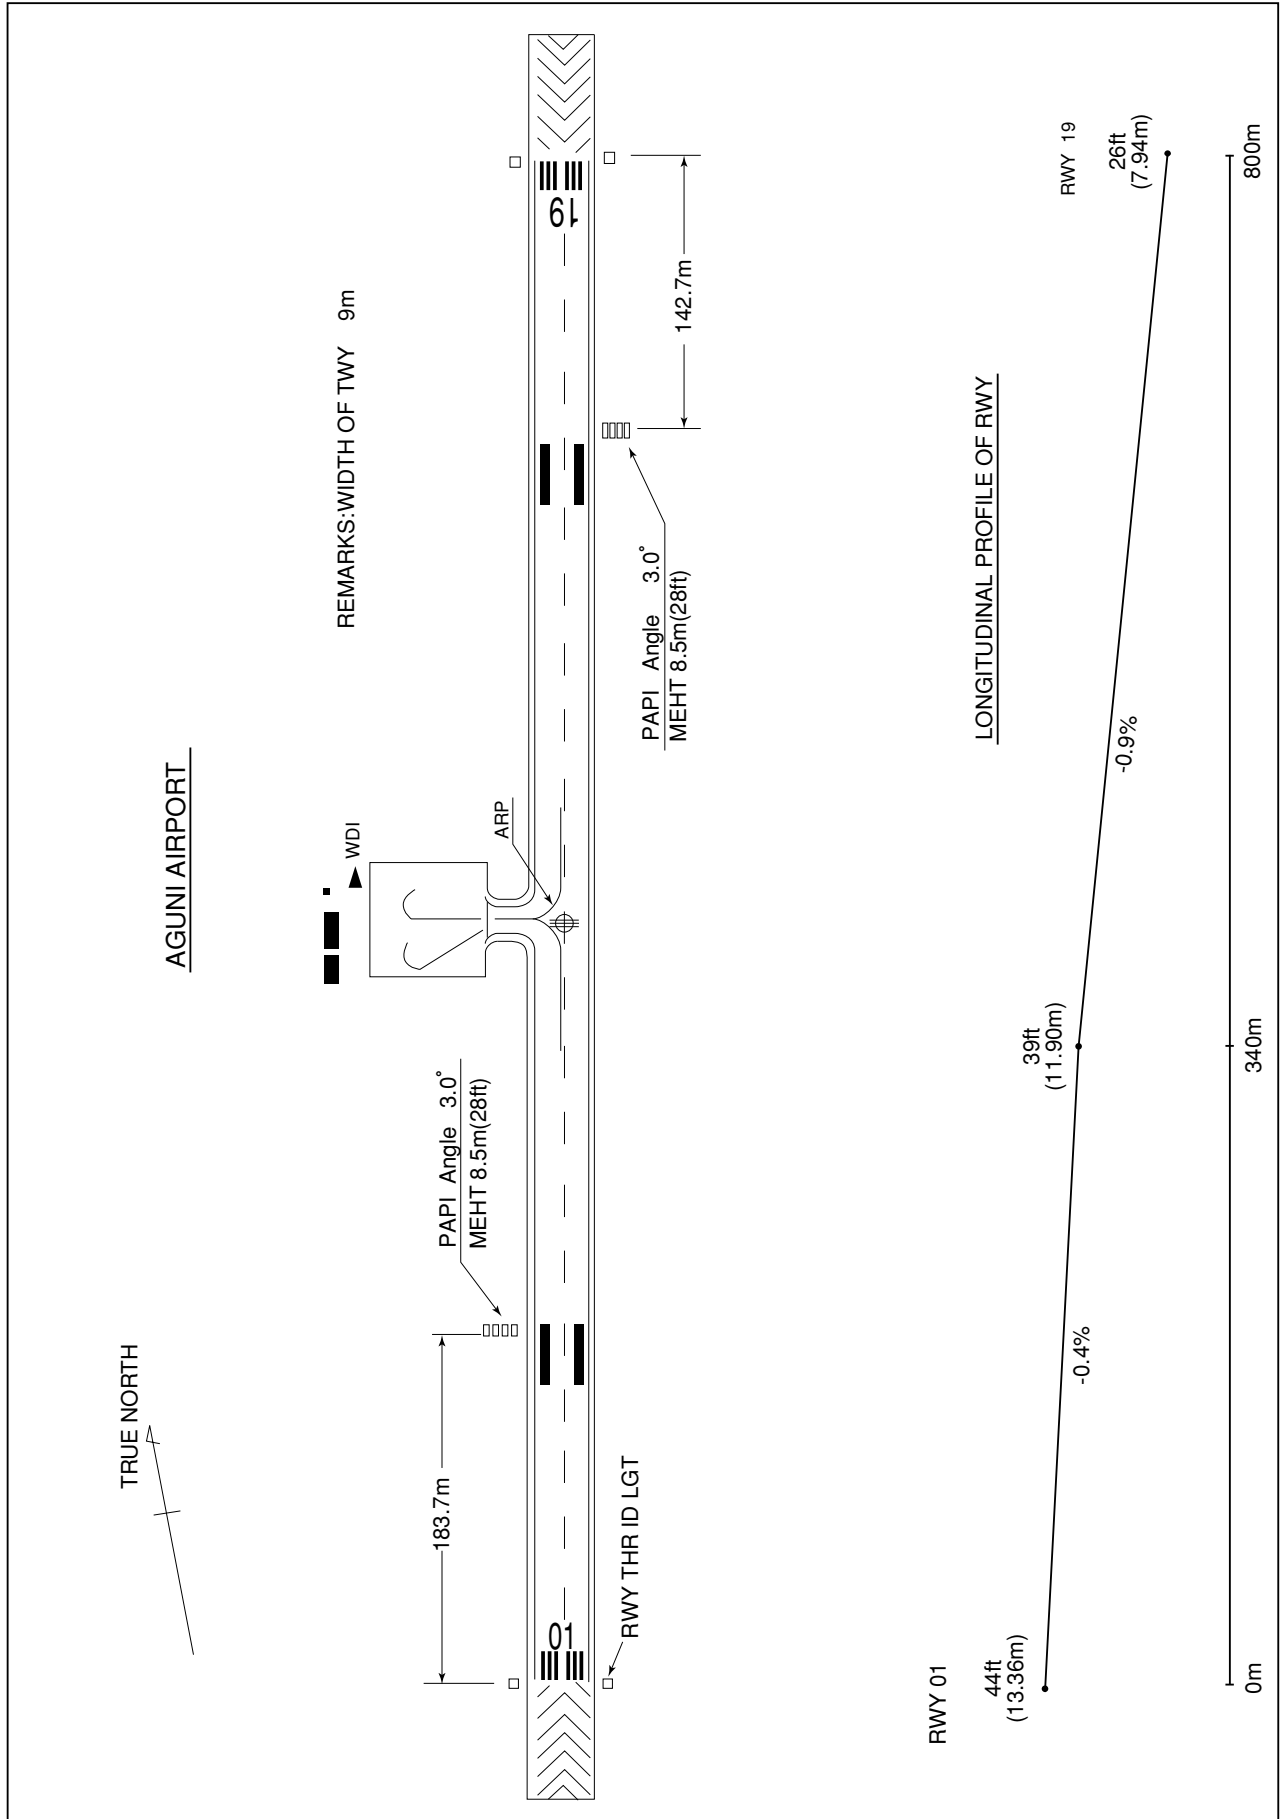 AGUNI AIRPORT
TRUE NORTH
REMARKS:WIDTH OF TWY 9m
WDI
ARP
PAPI Angle 3.0°
MEHT 8.5m(28ft)
183.7m
01
19
142.7m
PAPI Angle 3.0°
MEHT 8.5m(28ft)
RWY THR ID LGT
LONGITUDINAL PROFILE OF RWY
RWY 01
44ft
(13.36m)
-0.4%
39ft
(11.90m)
-0.9%
RWY 19
26ft
(7.94m)
0m
340m
800m